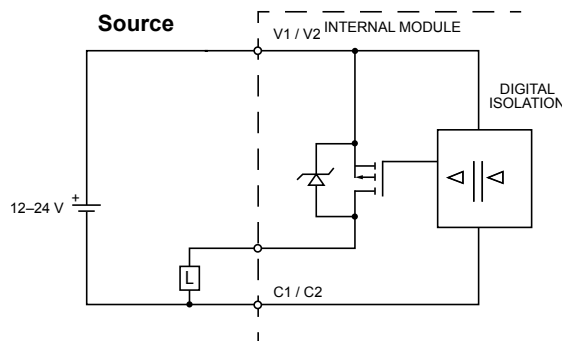 Source
V1 / V2
INTERNAL MODULE
DIGITAL
ISOLATION
+
12–24 V
L
C1 / C2